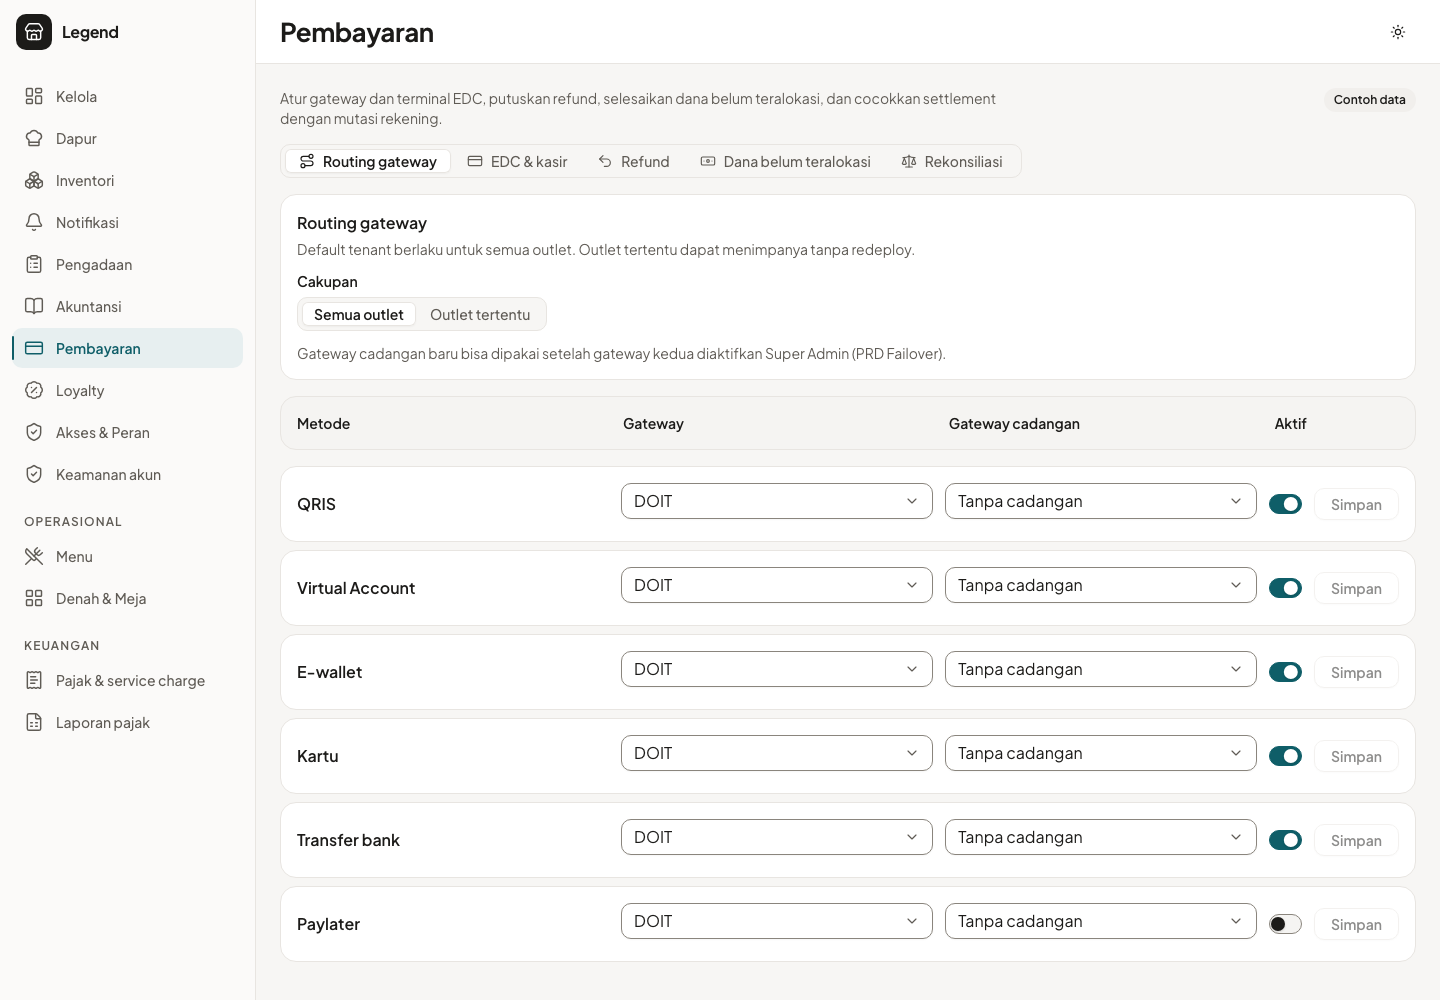 Legend
Pembayaran
Kelola
Dapur
Inventori
Notifikasi
Pengadaan
Akuntansi
Pembayaran
Loyalty
Akses & Peran
Keamanan akun
OPERASIONAL
Menu
Denah & Meja
KEUANGAN
Pajak & service charge
Laporan pajak
Atur gateway dan terminal EDC, putuskan refund, selesaikan dana belum teralokasi, dan cocokkan settlement
dengan mutasi rekening.
Contoh data
Routing gateway EDC & kasir Refund Dana belum teralokasi Rekonsiliasi
Routing gateway
Default tenant berlaku untuk semua outlet. Outlet tertentu dapat menimpanya tanpa redeploy.
Cakupan
Semua outlet Outlet tertentu
Gateway cadangan baru bisa dipakai setelah gateway kedua diaktifkan Super Admin (PRD Failover).
Metode Gateway Gateway cadangan Aktif
QRIS DOIT Tanpa cadangan Simpan
Virtual Account DOIT Tanpa cadangan Simpan
E-wallet DOIT Tanpa cadangan Simpan
Kartu DOIT Tanpa cadangan Simpan
Transfer bank DOIT Tanpa cadangan Simpan
Paylater DOIT Tanpa cadangan Simpan